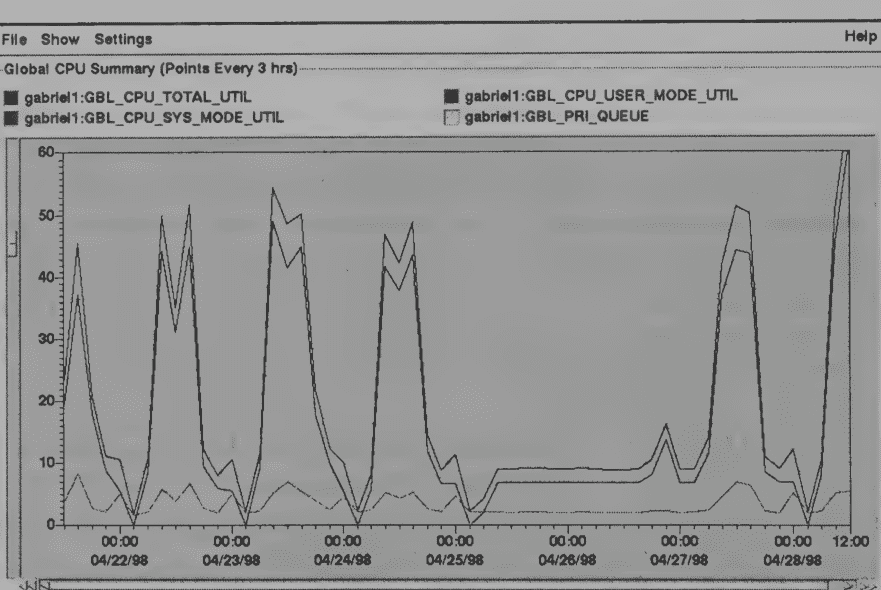 File Show Settings Help
Global CPU Summary (Points Every 3 hrs)
gabriel1:GBL_CPU_TOTAL_UTIL gabriel1:GBL_CPU_USER_MODE_UTIL
gabriel1:GBL_CPU_SYS_MODE_UTIL gabriel1:GBL_PRI_QUEUE
60
50
40
30
20
10
0
00:00 00:00 00:00 00:00 00:00 00:00 00:00 12:00
04/22/98 04/23/98 04/24/98 04/25/98 04/26/98 04/27/98 04/28/98